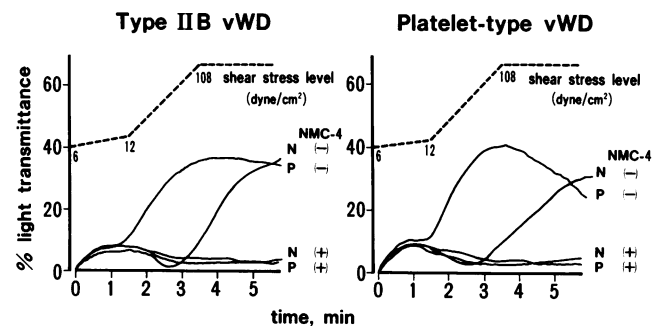 Type ⅡB vWD
Platelet-type vWD
% light transmittance
60
40
20
0
6
12
108
shear stress level
(dyne/cm²)
NMC-4
N (−)
P (−)
N (+)
P (+)
0 1 2 3 4 5
60
40
20
0
6
12
108
shear stress level
(dyne/cm²)
NMC-4
N (−)
P (−)
N (+)
P (+)
0 1 2 3 4 5
time, min